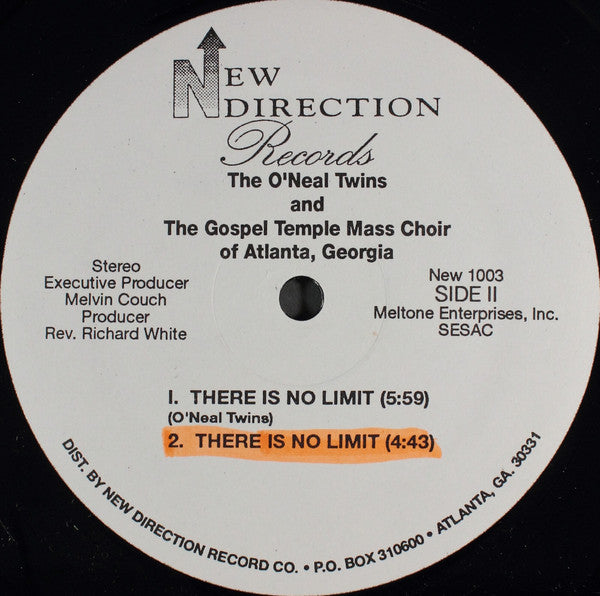 NEW
DIRECTION
Records
The O'Neal Twins
and
The Gospel Temple Mass Choir
of Atlanta, Georgia
Stereo
Executive Producer
Melvin Couch
Producer
Rev. Richard White
New 1003
SIDE II
Meltone Enterprises, Inc.
SESAC
I. THERE IS NO LIMIT (5:59)
(O'Neal Twins)
2. THERE IS NO LIMIT (4:43)
DIST. BY NEW DIRECTION RECORD CO. • P.O. BOX 310600 • ATLANTA, GA. 30331